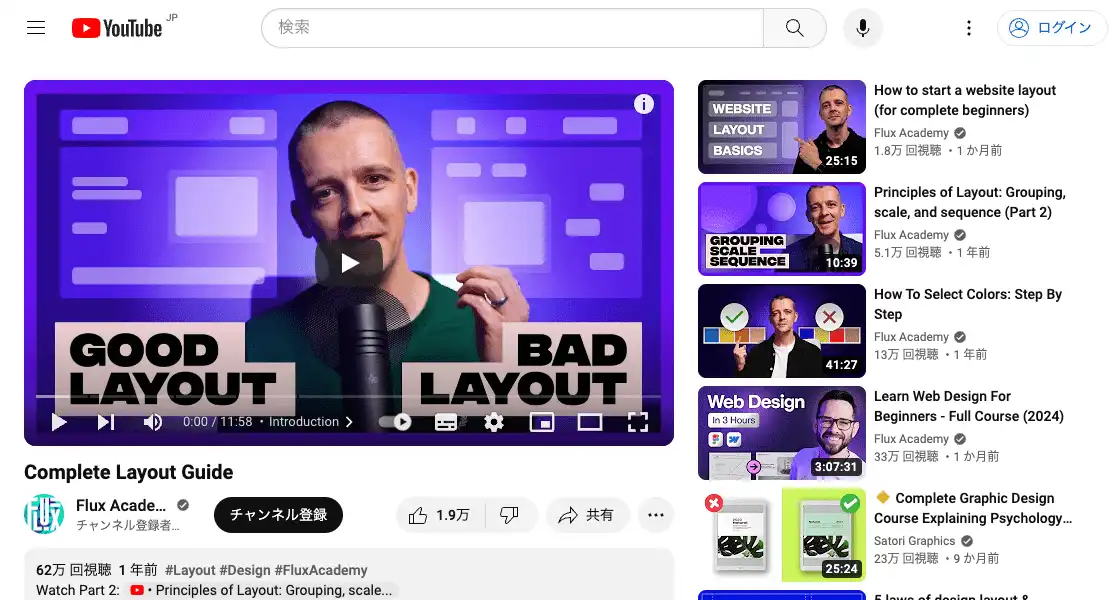 YouTube JP
検索
ログイン
GOOD
LAYOUT
BAD
LAYOUT
0:00 / 11:58 • Introduction
Complete Layout Guide
Flux Acade...
チャンネル登録者...
チャンネル登録
1.9万
共有
62万 回視聴 1 年前 #Layout #Design #FluxAcademy
Watch Part 2: • Principles of Layout: Grouping, scale...
WEBSITE
LAYOUT
BASICS
25:15
How to start a website layout
(for complete beginners)
Flux Academy
1.8万 回視聴 ・1 か月前
GROUPING
SCALE
SEQUENCE
10:39
Principles of Layout: Grouping,
scale, and sequence (Part 2)
Flux Academy
5.1万 回視聴 ・1 年前
41:27
How To Select Colors: Step By
Step
Flux Academy
13万 回視聴 ・1 年前
Web Design
In 3 Hours
3:07:31
Learn Web Design For
Beginners - Full Course (2024)
Flux Academy
33万 回視聴 ・1 か月前
25:24
Complete Graphic Design
Course Explaining Psychology...
Satori Graphics
23万 回視聴 ・9 か月前
5 laws of design layout &